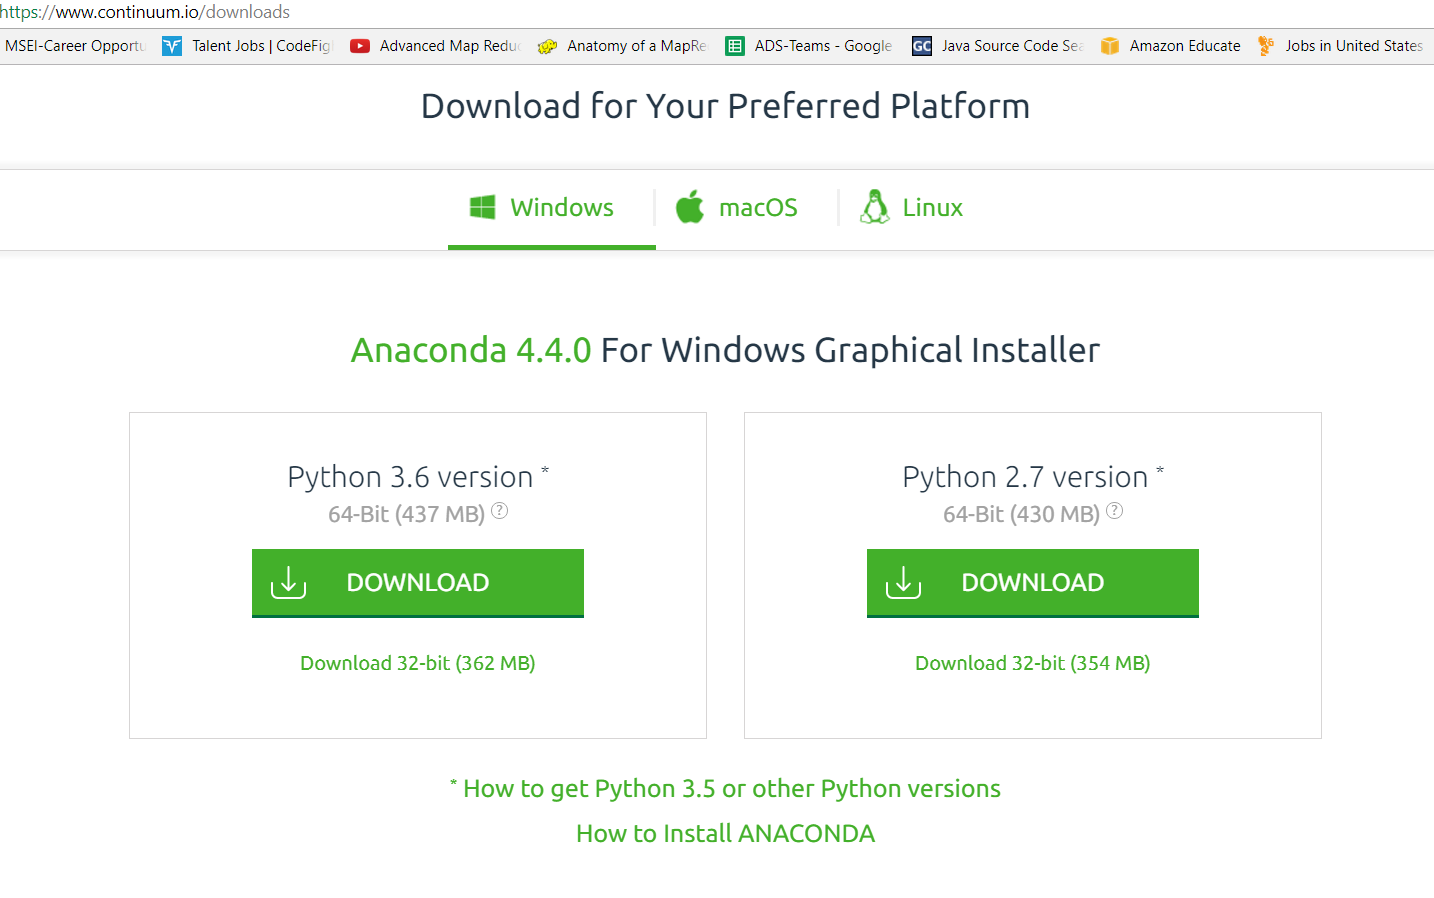 https://www.continuum.io/downloads
MSEI-Career Opportu Talent Jobs | CodeFig Advanced Map Reduc Anatomy of a MapRe ADS-Teams - Google GC Java Source Code Sea Amazon Educate Jobs in United States
Download for Your Preferred Platform
Windows macOS Linux
Anaconda 4.4.0 For Windows Graphical Installer
Python 3.6 version *
64-Bit (437 MB) ?
DOWNLOAD
Download 32-bit (362 MB)
Python 2.7 version *
64-Bit (430 MB) ?
DOWNLOAD
Download 32-bit (354 MB)
* How to get Python 3.5 or other Python versions
How to Install ANACONDA